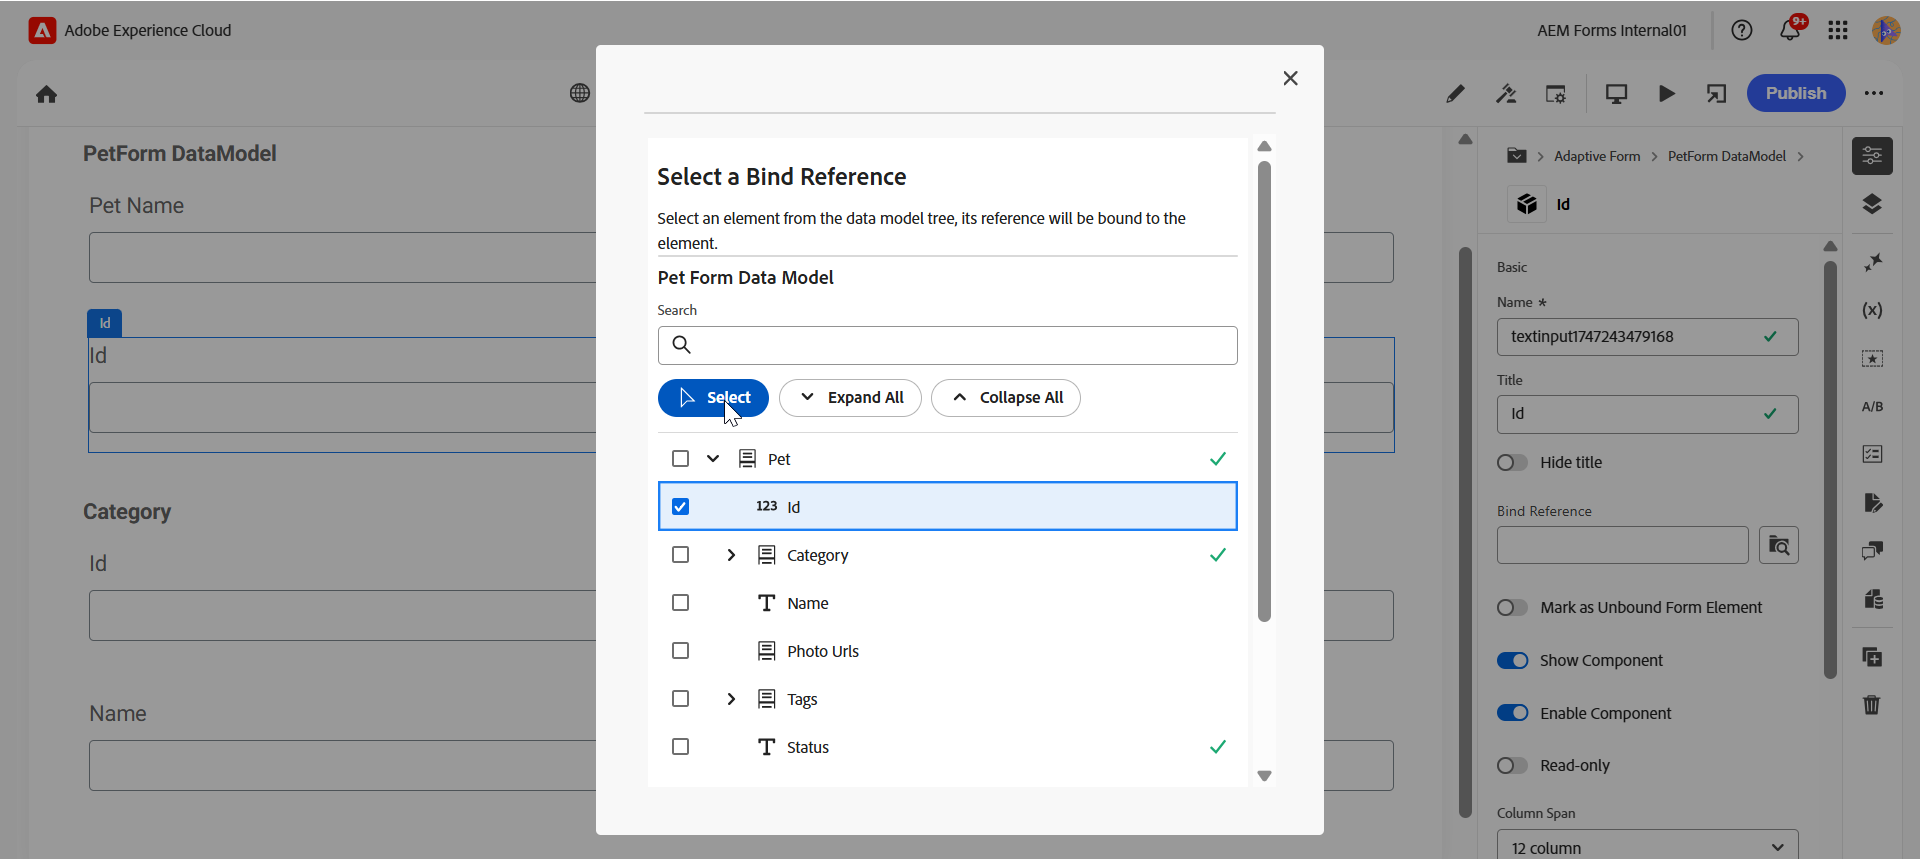 Adobe Experience Cloud
AEM Forms Internal01
9+
Publish
PetForm DataModel
Pet Name
Id
Id
Category
Id
Name
Select a Bind Reference
Select an element from the data model tree, its reference will be bound to the
element.
Pet Form Data Model
Search
Select
Expand All
Collapse All
Pet
123 Id
Category
Name
Photo Urls
Tags
Status
Adaptive Form
PetForm DataModel
Id
Basic
Name *
textinput1747243479168
Title
Id
Hide title
Bind Reference
Mark as Unbound Form Element
Show Component
Enable Component
Read-only
Column Span
12 column
(x)
A/B